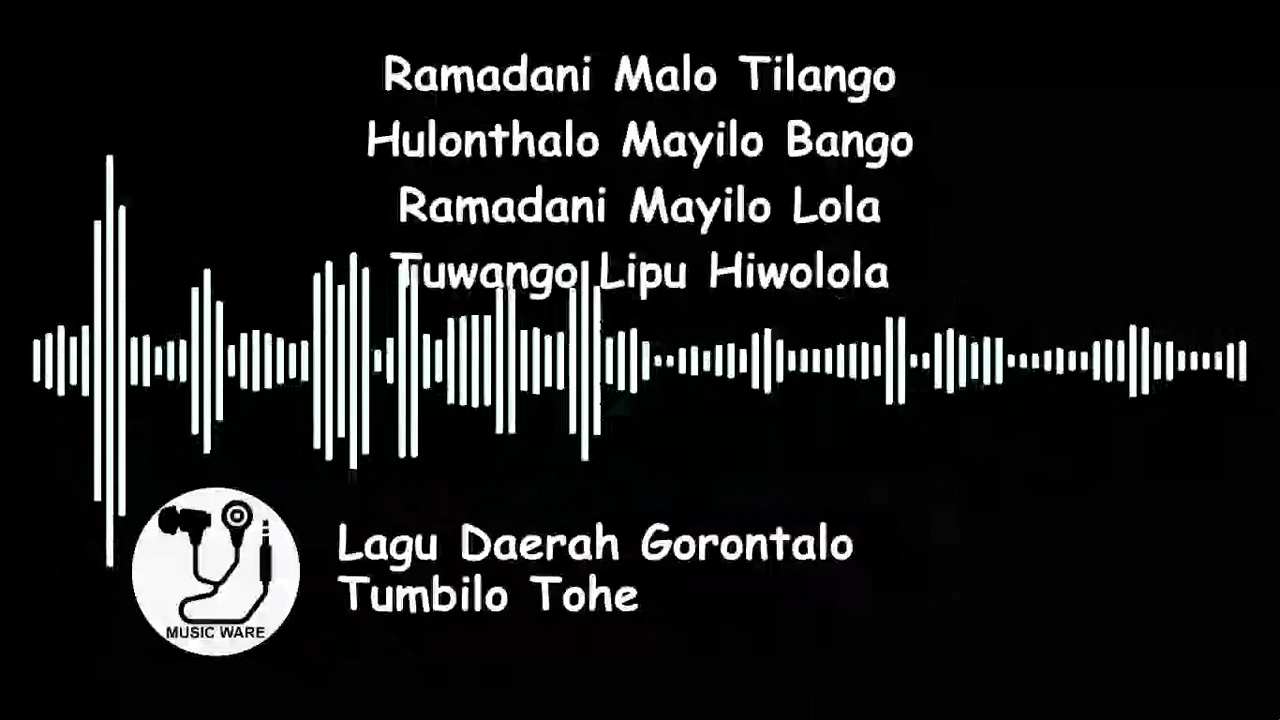 Ramadani Malo Tilango
Hulonthalo Mayilo Bango
Ramadani Mayilo Lola
Tuwango Lipu Hiwolola
Lagu Daerah Gorontalo
Tumbilo Tohe
MUSIC WARE